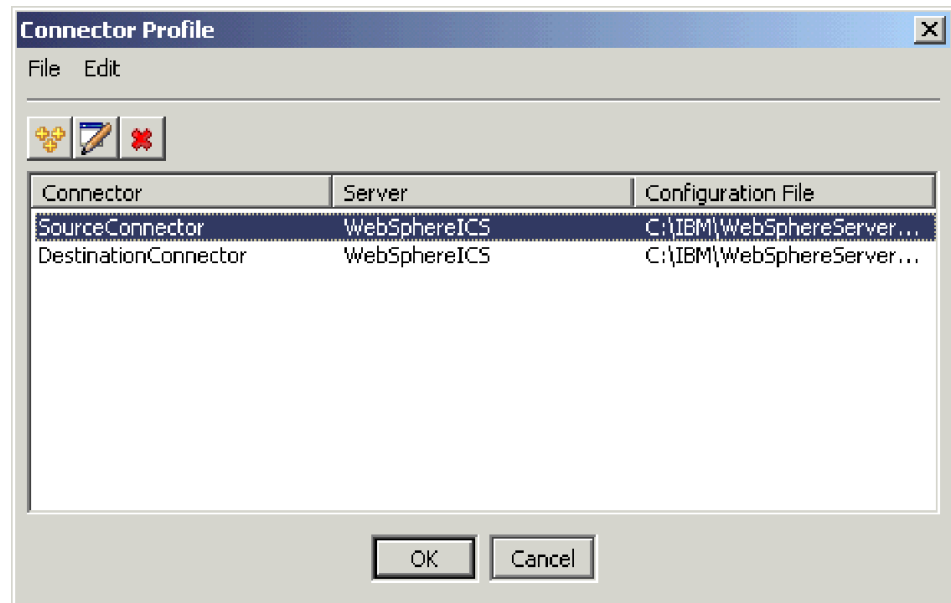 Connector Profile
File Edit
Connector Server Configuration File
SourceConnector WebSphereICS C:\IBM\WebSphereServer...
DestinationConnector WebSphereICS C:\IBM\WebSphereServer...
OK Cancel